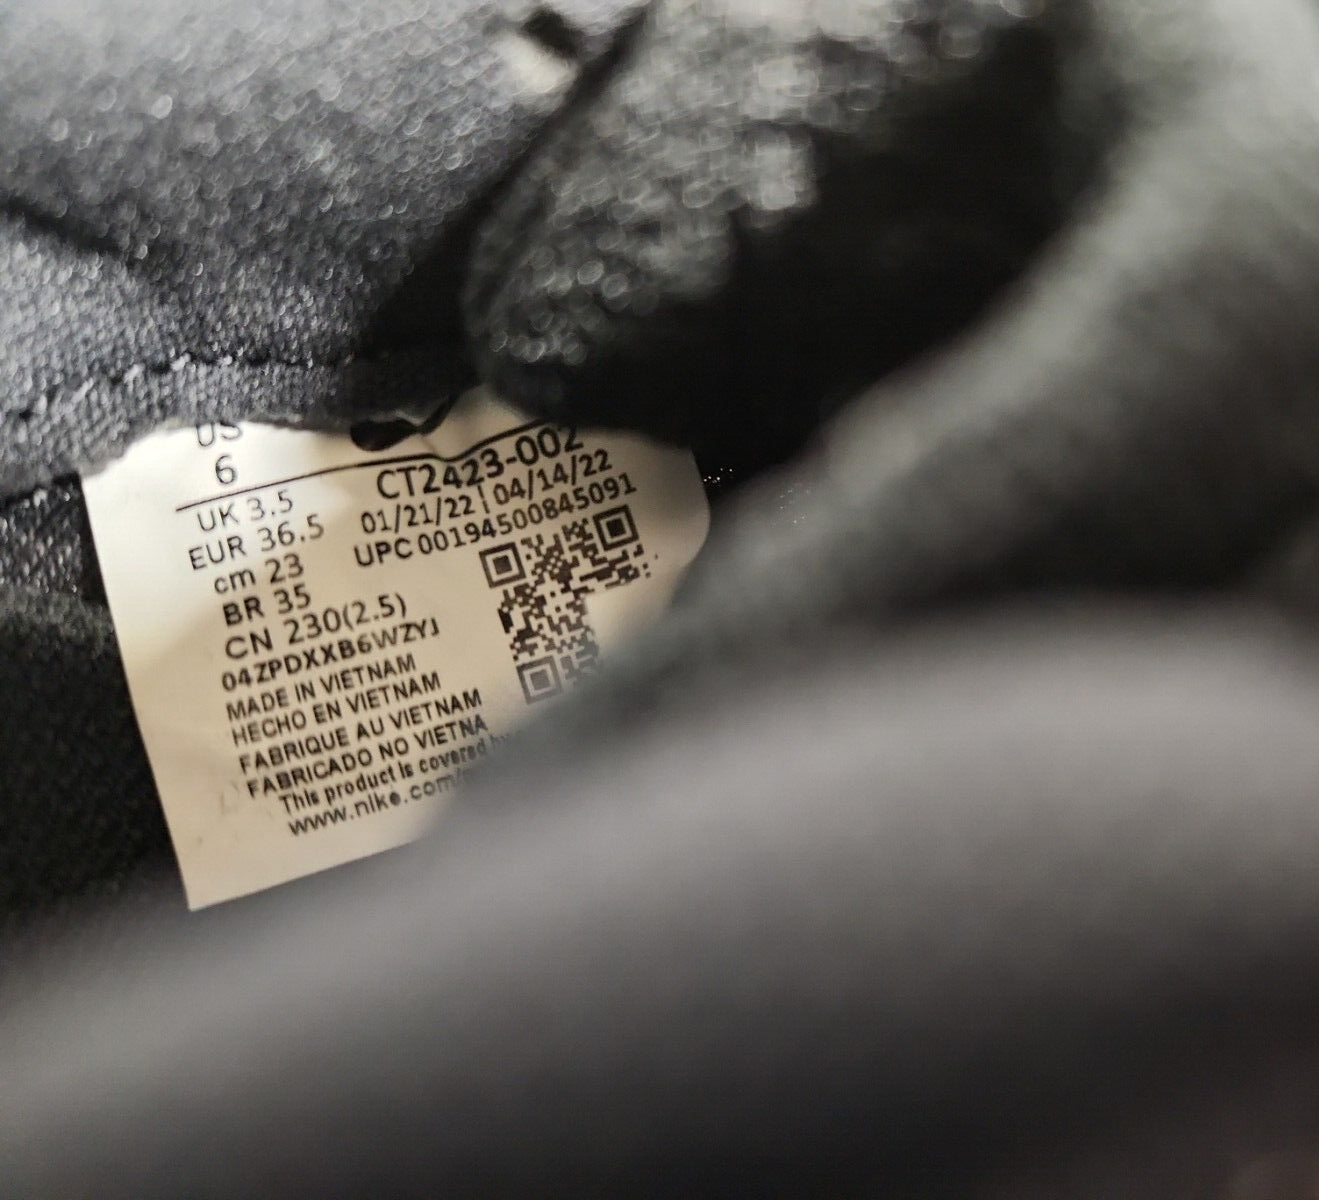 US
6
CT2423-002
UK 3.5
01/21/22 | 04/14/22
EUR 36.5
UPC 00194500845091
cm 23
BR 35
CN 230(2.5)
04ZPDXXB6WZYJ
MADE IN VIETNAM
HECHO EN VIETNAM
FABRIQUE AU VIETNAM
FABRICADO NO VIETNA
This product is covered by
www.nike.com/